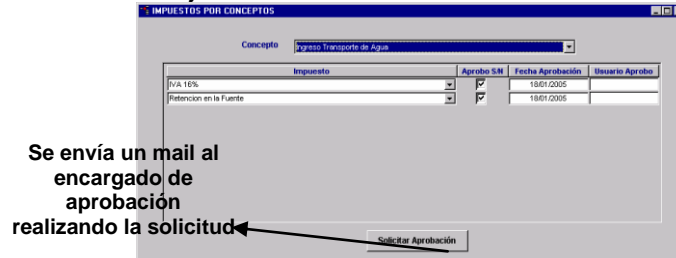 IMPUESTOS POR CONCEPTOS
Concepto Ingreso Transporte de Agua
Impuesto Aprobo S/N Fecha Aprobación Usuario Aprobo
IVA 16% 18/01/2005
Retencion en la Fuente 18/01/2005
Se envía un mail al
encargado de
aprobación
realizando la solicitud
Solicitar Aprobación